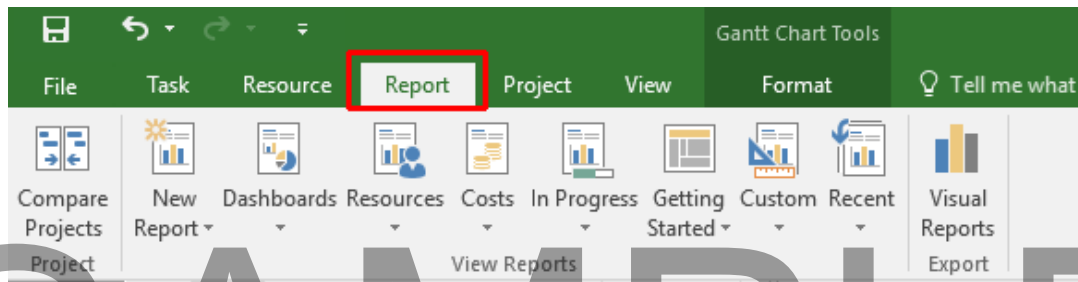 Gantt Chart Tools
File Task Resource Report Project View Format Tell me what
Compare Projects
New Report
Dashboards
Resources
Costs
In Progress
Getting Started
Custom
Recent
Visual Reports
Project
View Reports
Export